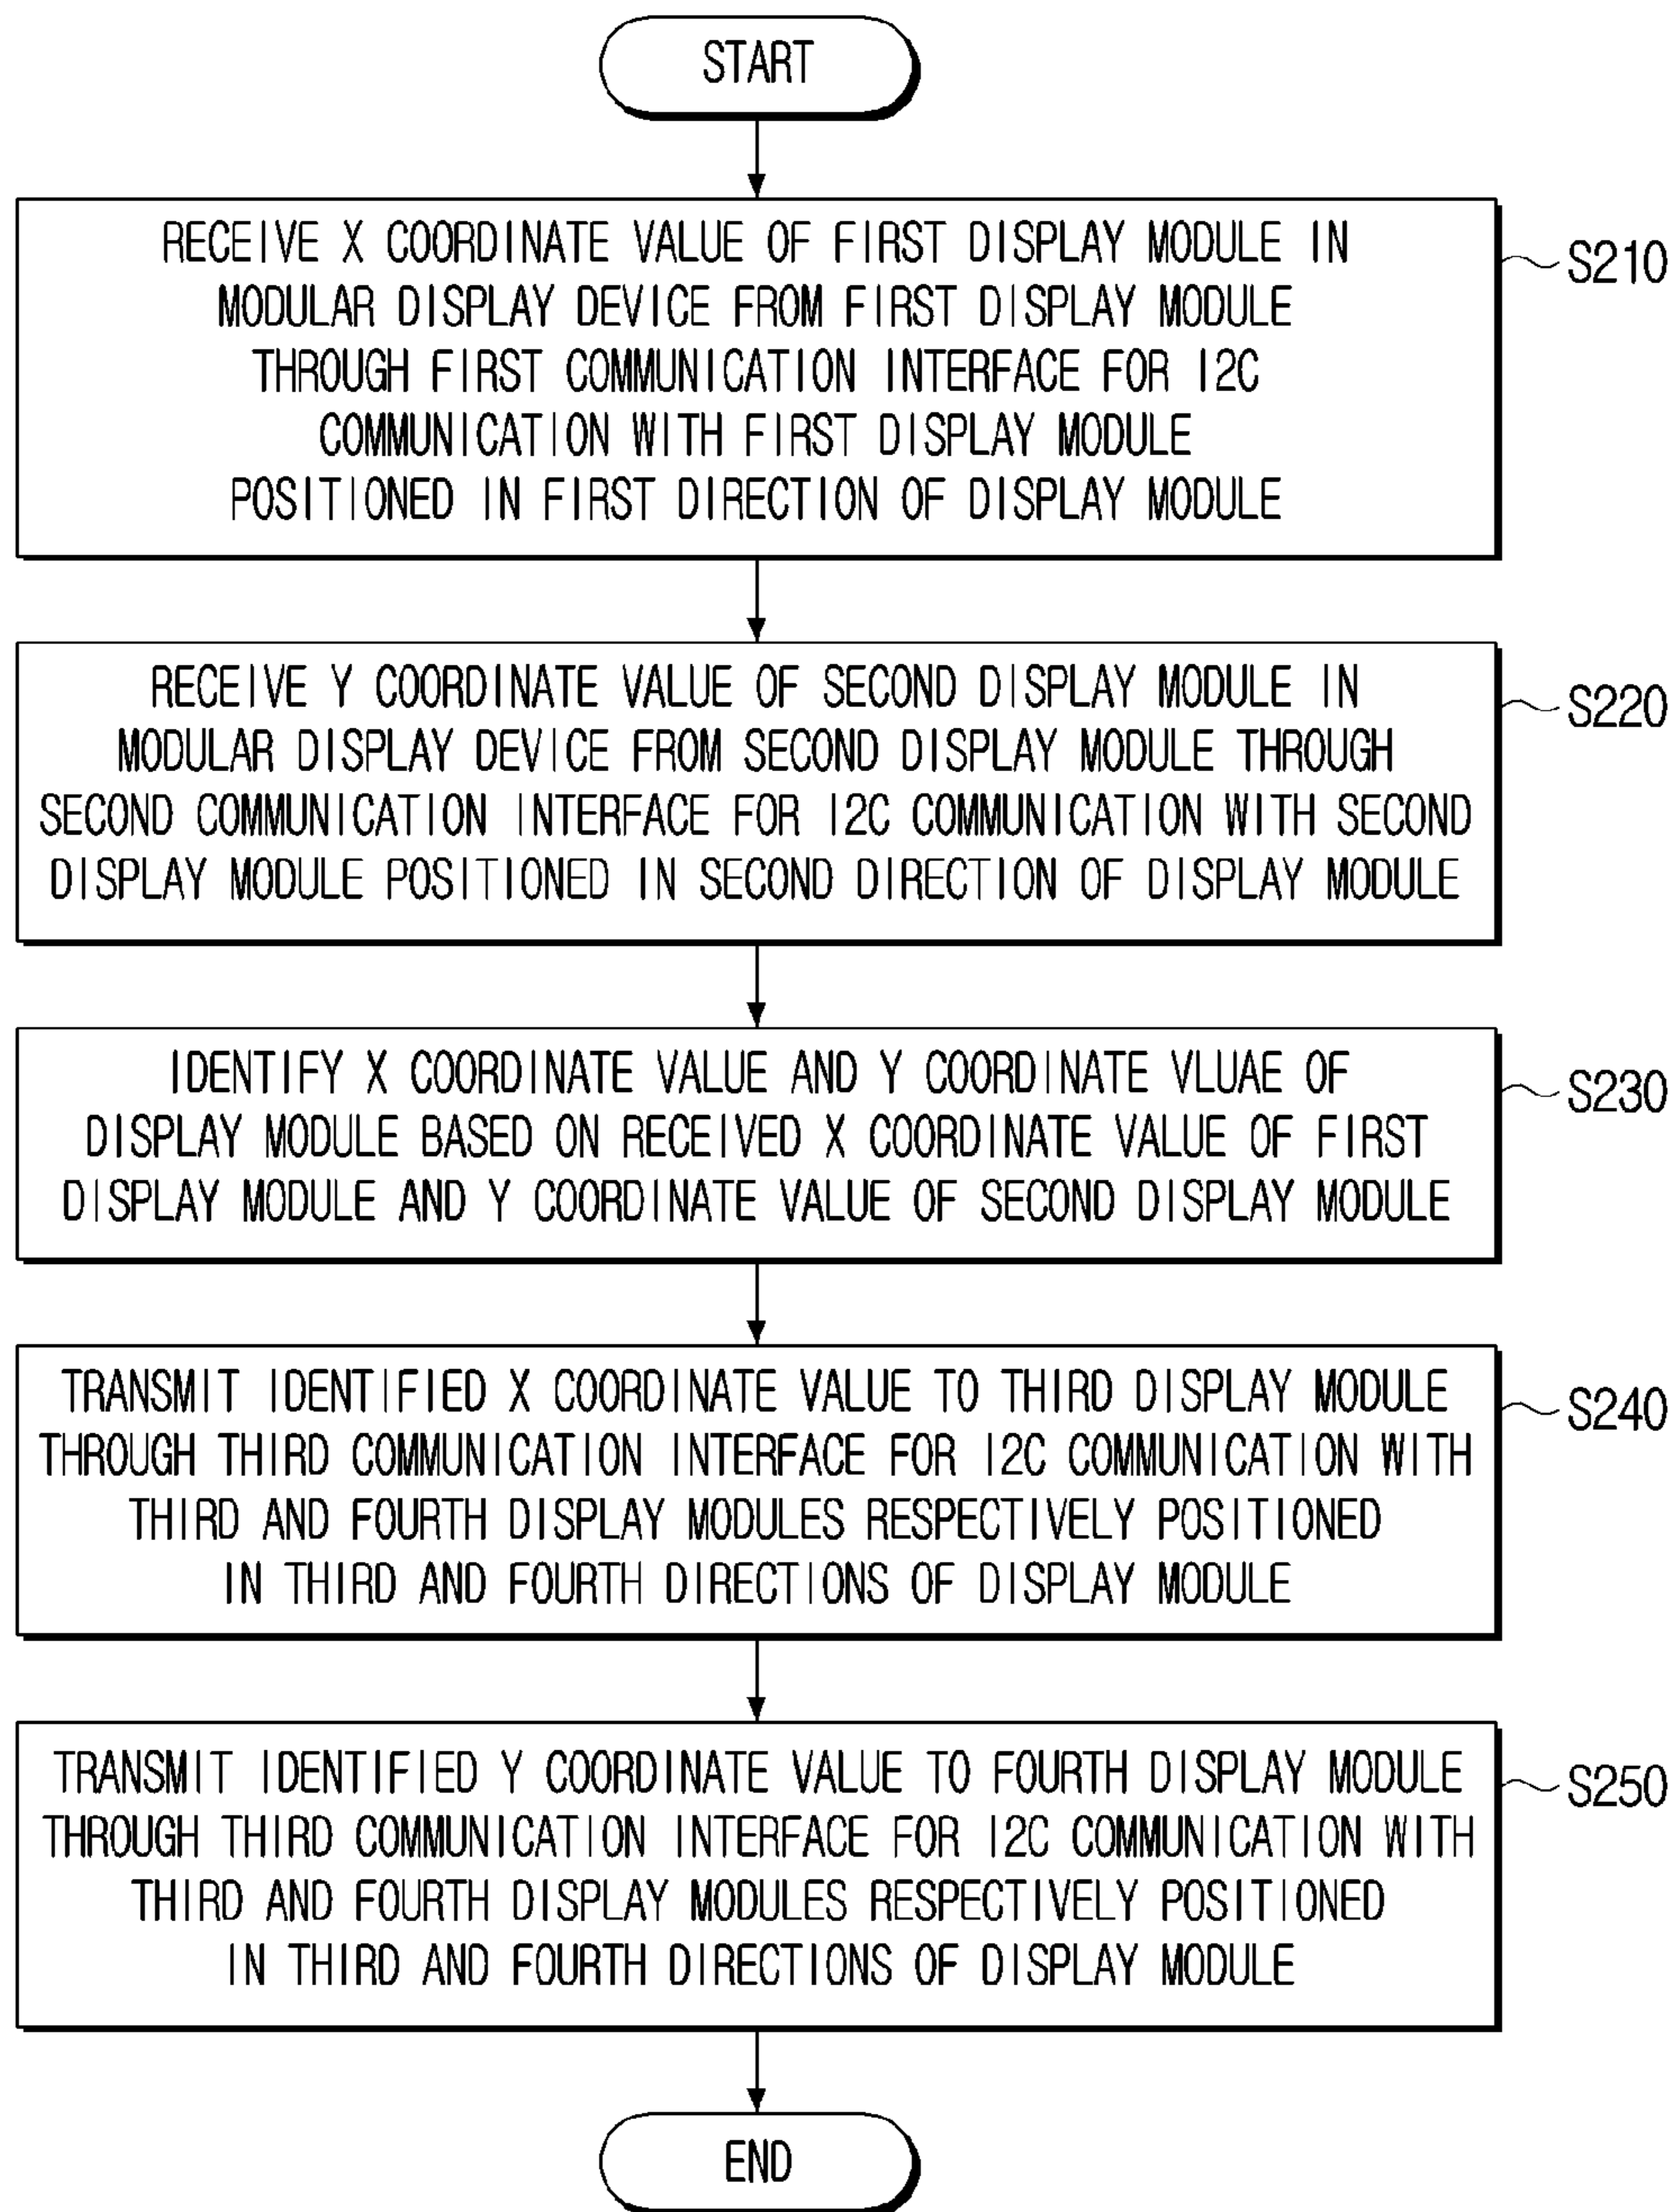 START
RECEIVE X COORDINATE VALUE OF FIRST DISPLAY MODULE IN
MODULAR DISPLAY DEVICE FROM FIRST DISPLAY MODULE
THROUGH FIRST COMMUNICATION INTERFACE FOR I2C
COMMUNICATION WITH FIRST DISPLAY MODULE
POSITIONED IN FIRST DIRECTION OF DISPLAY MODULE
S210
RECEIVE Y COORDINATE VALUE OF SECOND DISPLAY MODULE IN
MODULAR DISPLAY DEVICE FROM SECOND DISPLAY MODULE THROUGH
SECOND COMMUNICATION INTERFACE FOR I2C COMMUNICATION WITH SECOND
DISPLAY MODULE POSITIONED IN SECOND DIRECTION OF DISPLAY MODULE
S220
IDENTIFY X COORDINATE VALUE AND Y COORDINATE VLUAE OF
DISPLAY MODULE BASED ON RECEIVED X COORDINATE VALUE OF FIRST
DISPLAY MODULE AND Y COORDINATE VALUE OF SECOND DISPLAY MODULE
S230
TRANSMIT IDENTIFIED X COORDINATE VALUE TO THIRD DISPLAY MODULE
THROUGH THIRD COMMUNICATION INTERFACE FOR I2C COMMUNICATION WITH
THIRD AND FOURTH DISPLAY MODULES RESPECTIVELY POSITIONED
IN THIRD AND FOURTH DIRECTIONS OF DISPLAY MODULE
S240
TRANSMIT IDENTIFIED Y COORDINATE VALUE TO FOURTH DISPLAY MODULE
THROUGH THIRD COMMUNICATION INTERFACE FOR I2C COMMUNICATION WITH
THIRD AND FOURTH DISPLAY MODULES RESPECTIVELY POSITIONED
IN THIRD AND FOURTH DIRECTIONS OF DISPLAY MODULE
S250
END